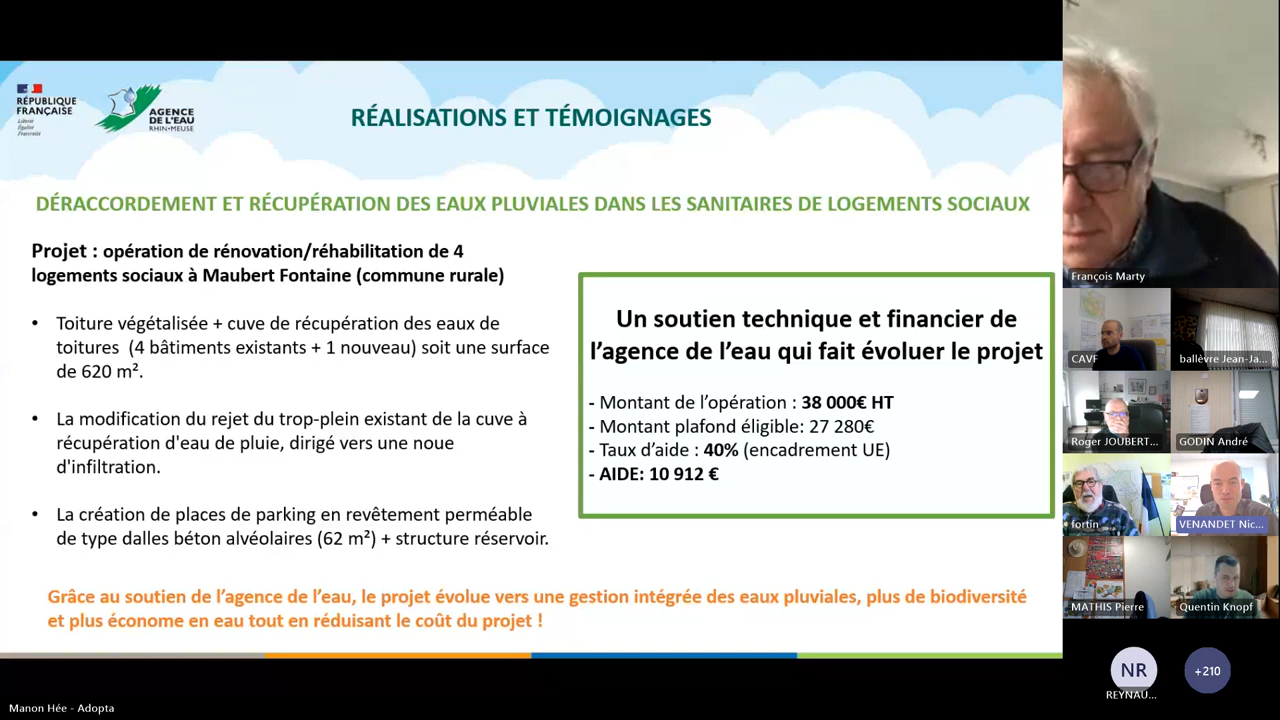 RÉPUBLIQUE
FRANÇAISE
Liberté
Égalité
Fraternité
AGENCE
DE L'EAU
RHIN•MEUSE
RÉALISATIONS ET TÉMOIGNAGES
DÉRACCORDEMENT ET RÉCUPÉRATION DES EAUX PLUVIALES DANS LES SANITAIRES DE LOGEMENTS SOCIAUX
Projet : opération de rénovation/réhabilitation de 4
logements sociaux à Maubert Fontaine (commune rurale)
• Toiture végétalisée + cuve de récupération des eaux de
toitures (4 bâtiments existants + 1 nouveau) soit une surface
de 620 m².
• La modification du rejet du trop-plein existant de la cuve à
récupération d'eau de pluie, dirigé vers une noue
d'infiltration.
• La création de places de parking en revêtement perméable
de type dalles béton alvéolaires (62 m²) + structure réservoir.
Un soutien technique et financier de
l'agence de l'eau qui fait évoluer le projet
- Montant de l'opération : 38 000€ HT
- Montant plafond éligible: 27 280€
- Taux d'aide : 40% (encadrement UE)
- AIDE: 10 912 €
Grâce au soutien de l'agence de l'eau, le projet évolue vers une gestion intégrée des eaux pluviales, plus de biodiversité
et plus économe en eau tout en réduisant le coût du projet !
François Marty
CAVF
ballèvre Jean-Ja...
Roger JOUBERT...
GODIN André
fortin
VENANDET Nic...
MATHIS Pierre
Quentin Knopf
NR
+210
REYNAU...
Manon Hée - Adopta